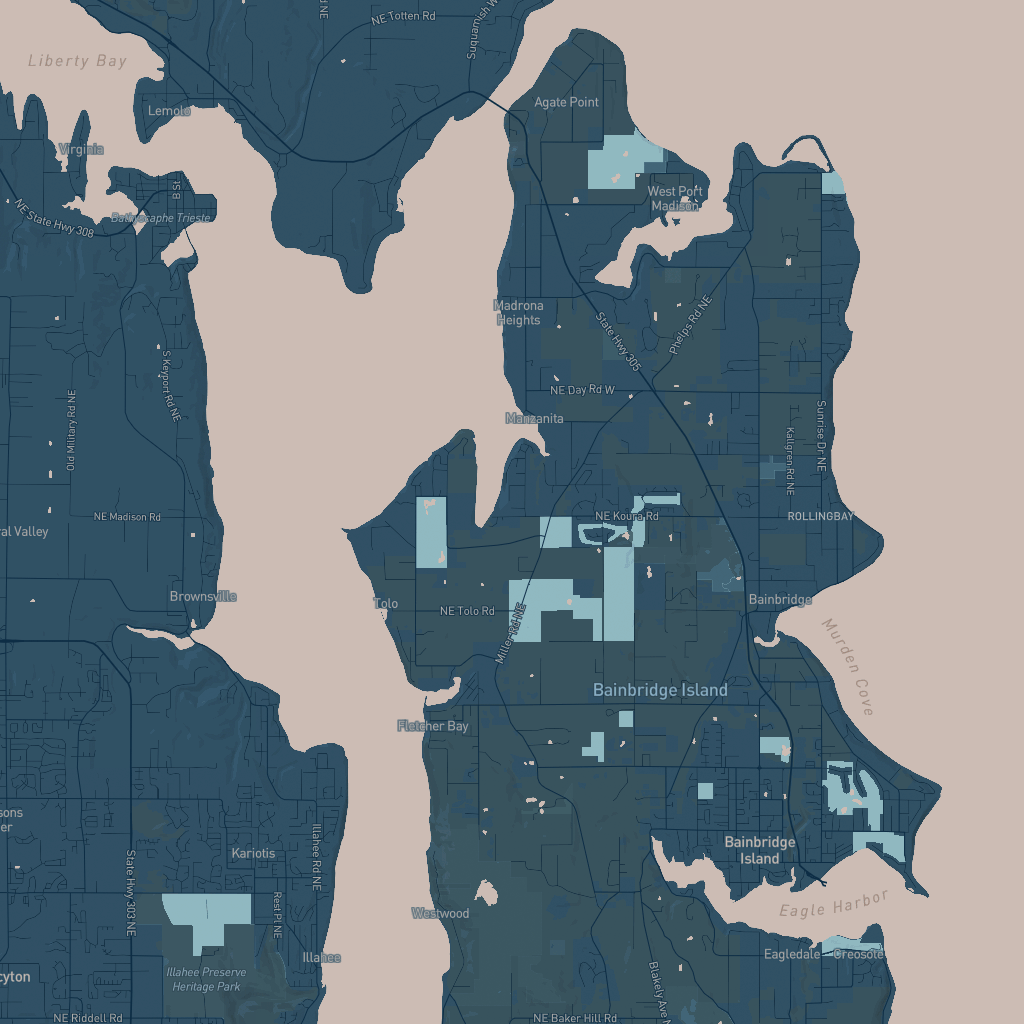 NE
NE Totten Rd
Suquamish W
Liberty Bay
Agate Point
Lemolo
Virginia
B St
West Port
Madison
NE State Hwy 308
Bathyscaphe Trieste
Madrona
Heights
State Hwy 305
Phelps Rd NE
S Keyport Rd NE
Old Military Rd NE
NE Day Rd W
Manzanita
Sunrise Dr NE
Kallgren Rd NE
NE Madison Rd
NE Koura Rd
ROLLINGBAY
ral Valley
Brownsville
Tolo
NE Tolo Rd
Bainbridge
Miller Rd NE
Murden Cove
Bainbridge Island
Fletcher Bay
sons
er
Illahee Rd NE
Kariotis
Bainbridge
Island
State Hwy 303 NE
Rest Pl NE
Westwood
Eagle Harbor
Eagledale
Creosote
Illahee
cyton
Illahee Preserve
Heritage Park
Blakely Ave N
NE Riddell Rd
NE Baker Hill Rd